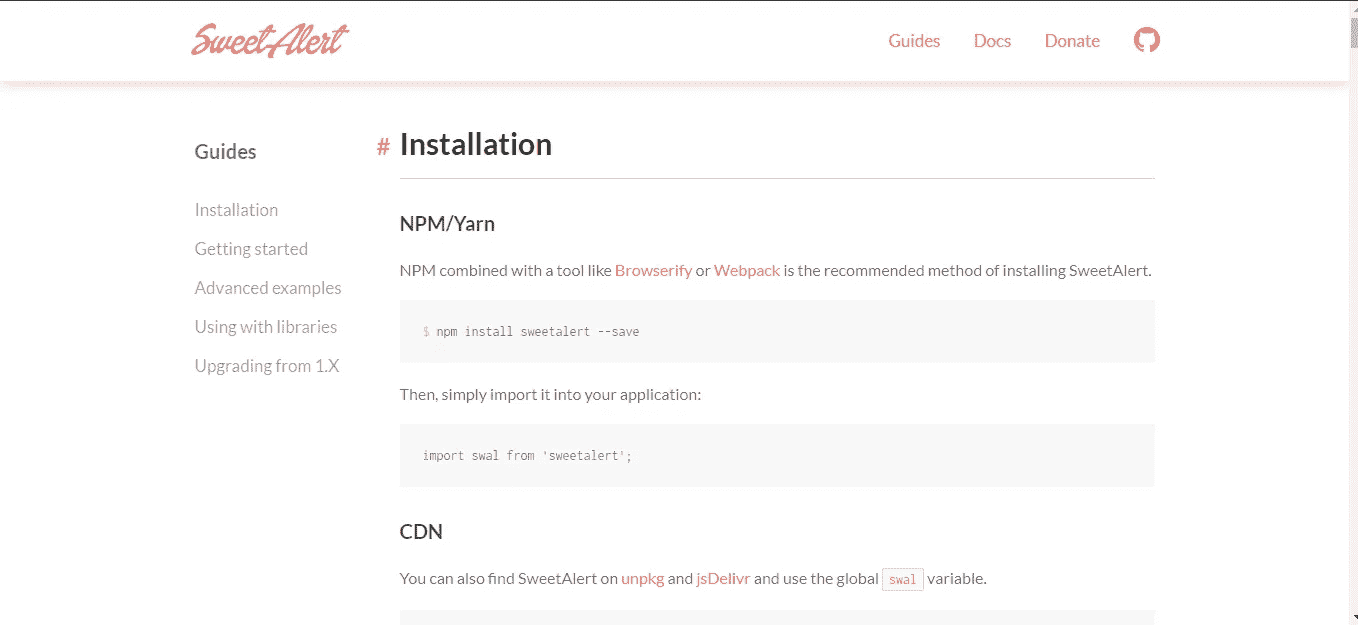 SweetAlert
Guides Docs Donate
Guides
Installation
Getting started
Advanced examples
Using with libraries
Upgrading from 1.X
# Installation
NPM/Yarn
NPM combined with a tool like Browserify or Webpack is the recommended method of installing SweetAlert.
$ npm install sweetalert --save
Then, simply import it into your application:
import swal from 'sweetalert';
CDN
You can also find SweetAlert on unpkg and jsDelivr and use the global swal variable.